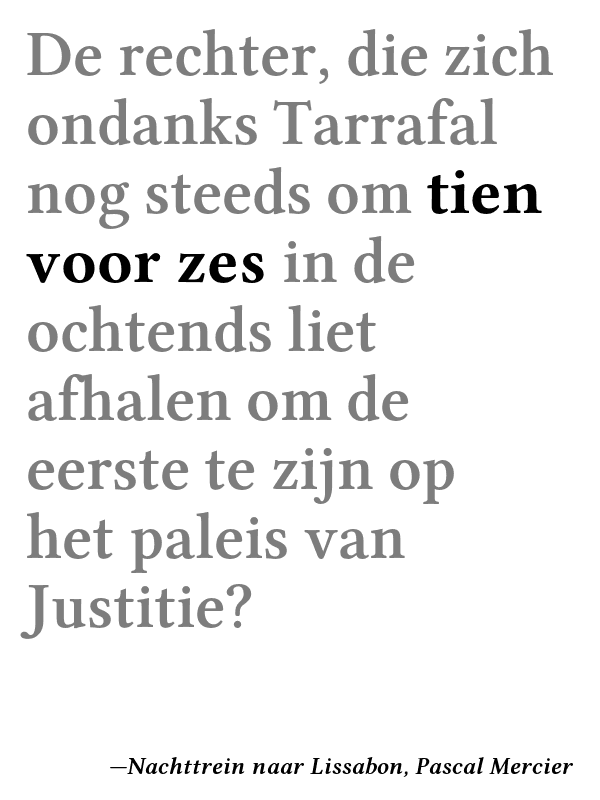 De rechter, die zich
ondanks Tarrafal
nog steeds om tien
voor zes in de
ochtends liet
afhalen om de
eerste te zijn op
het paleis van
Justitie?
—Nachttrein naar Lissabon, Pascal Mercier